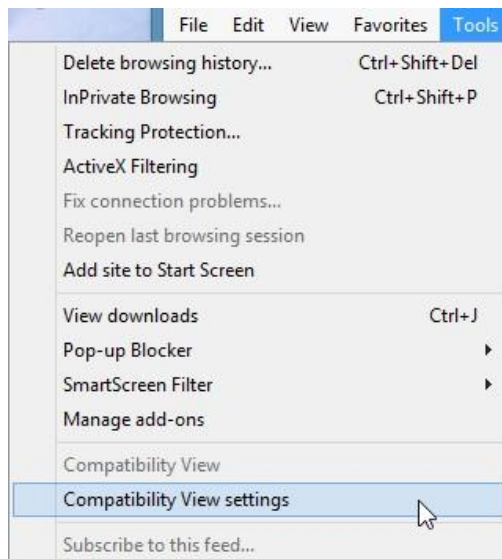 File Edit View Favorites Tools
Delete browsing history... Ctrl+Shift+Del
InPrivate Browsing Ctrl+Shift+P
Tracking Protection...
ActiveX Filtering
Fix connection problems...
Reopen last browsing session
Add site to Start Screen
View downloads Ctrl+J
Pop-up Blocker
SmartScreen Filter
Manage add-ons
Compatibility View
Compatibility View settings
Subscribe to this feed...